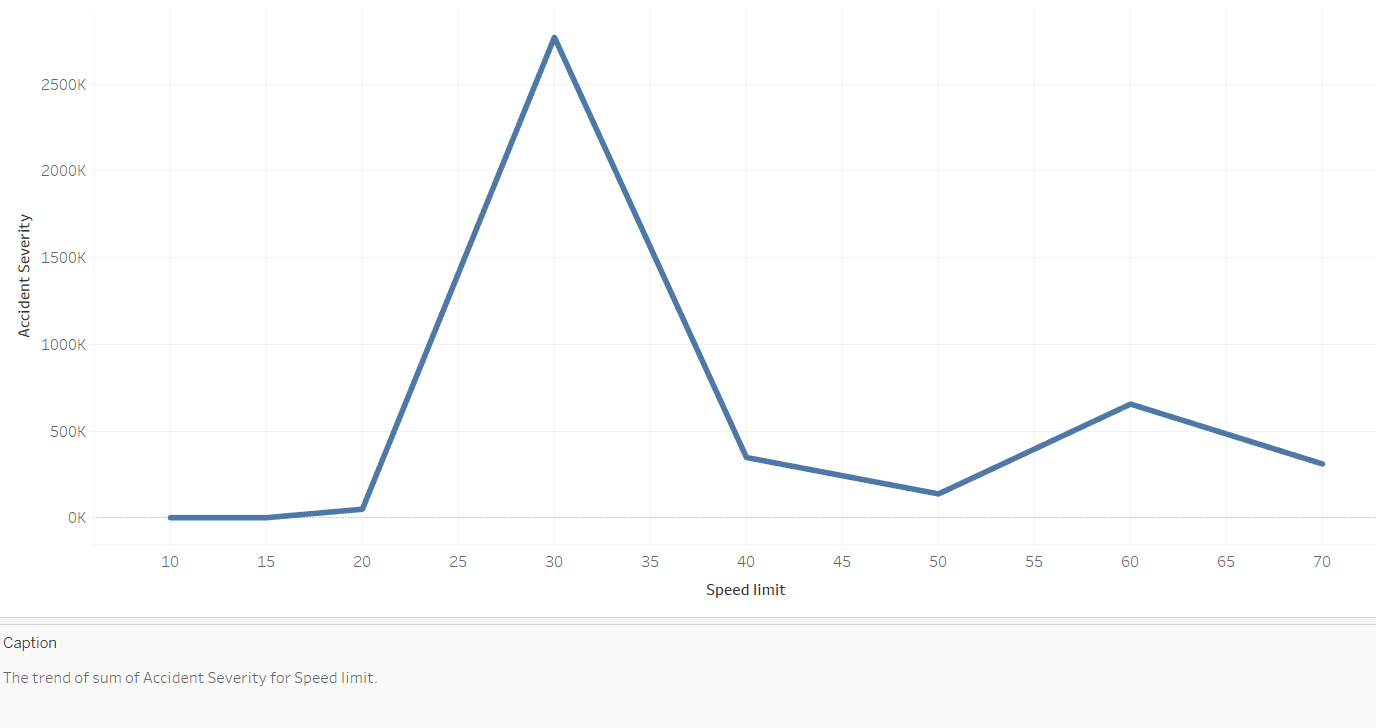 2500K
2000K
1500K
1000K
500K
0K
Accident Severity
10 15 20 25 30 35 40 45 50 55 60 65 70
Speed limit
Caption
The trend of sum of Accident Severity for Speed limit.